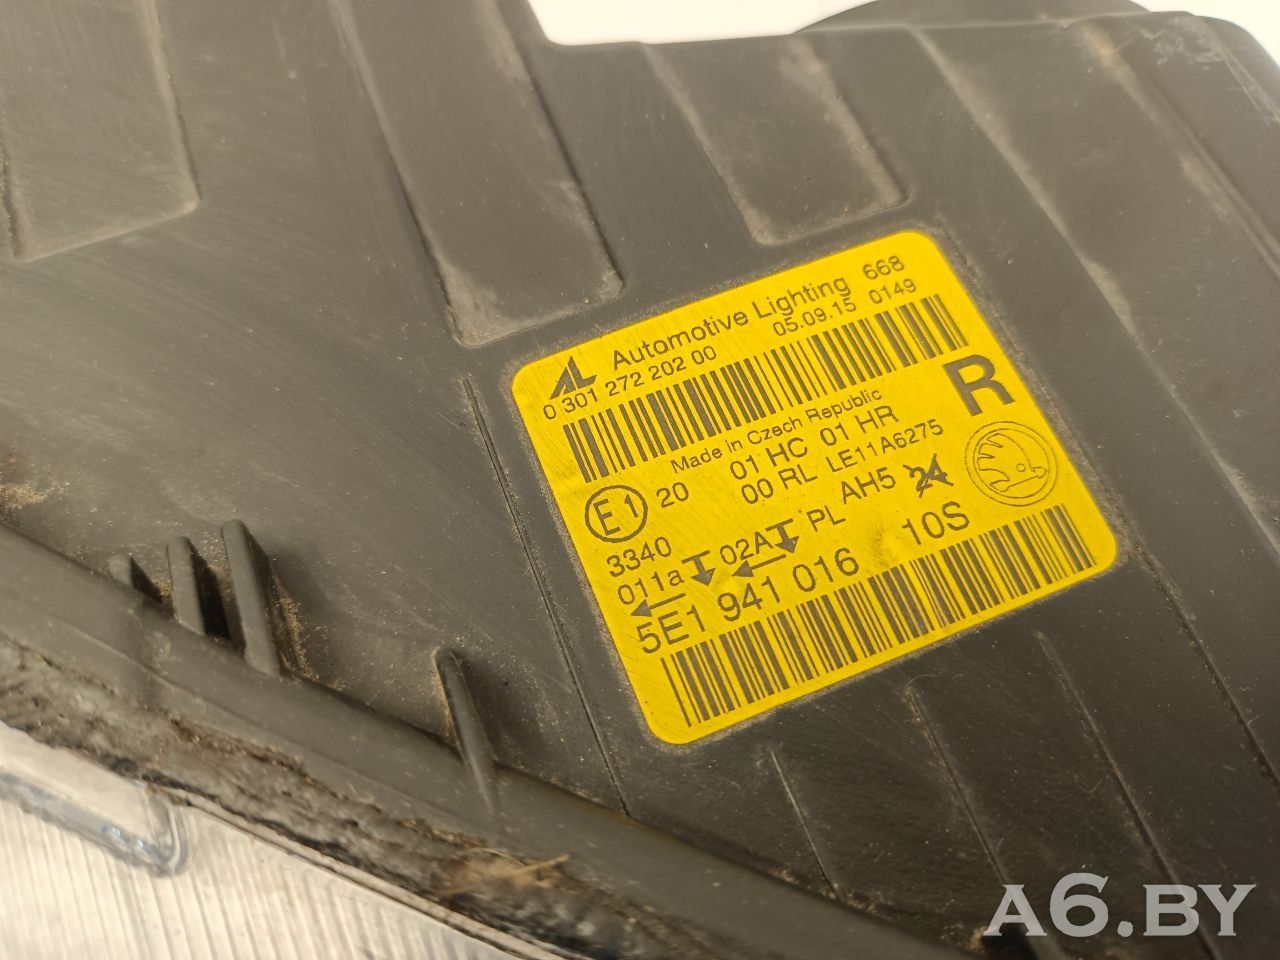 AL Automotive Lighting 668
0 301 272 202 00 05.09.15 0149
Made in Czech Republic
R
E1 20 01 HC 01 HR
00 RL LE11A6275
3340
011a 02A PL AH5 24
5E1 941 016 10S
A6.BY